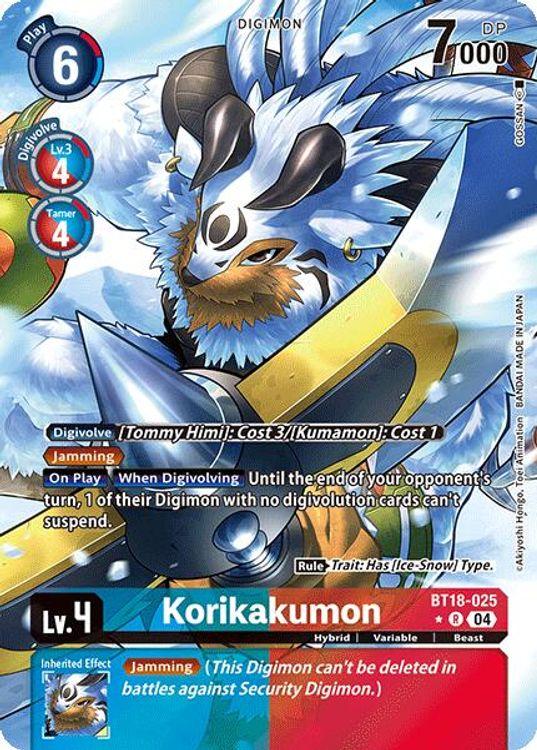 DIGIMON
Play
6
7000
DP
Digivolve
Lv.3
4
Tamer
4
GOSSAN
©Akiyoshi Hongo, Toei Animation BANDAI MADE IN JAPAN
Digivolve [Tommy Himi]: Cost 3/[Kumamon]: Cost 1
Jamming
On Play When Digivolving Until the end of your opponent's
turn, 1 of their Digimon with no digivolution cards can't
suspend.
Rule Trait: Has [Ice-Snow] Type.
Lv.4
Korikakumon
BT18-025
R 04
Hybrid | Variable | Beast
Inherited Effect
Jamming (This Digimon can't be deleted in
battles against Security Digimon.)